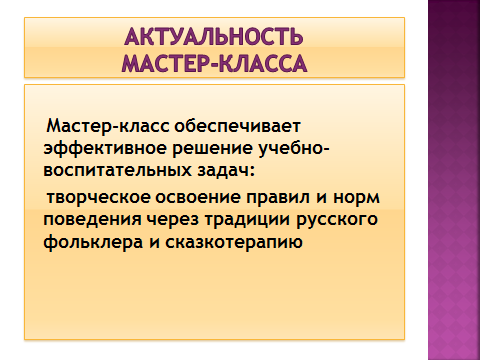 АКТУАЛЬНОСТЬ
МАСТЕР-КЛАССА
Мастер-класс обеспечивает
эффективное решение учебно-
воспитательных задач:
творческое освоение правил и норм
поведения через традиции русского
фольклера и сказкотерапию